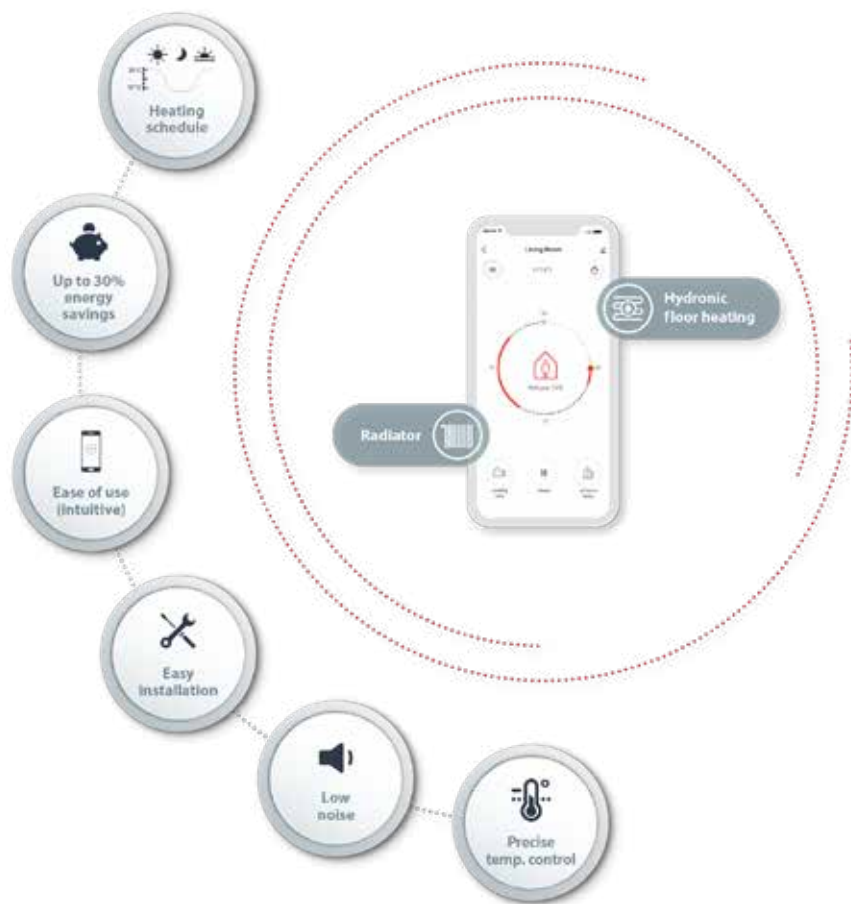 Heating
schedule
Up to 30%
energy
savings
Ease of use
(intuitive)
Easy
installation
Low
noise
Precise
temp. control
Living Room
Hydronic
floor heating
Radiator